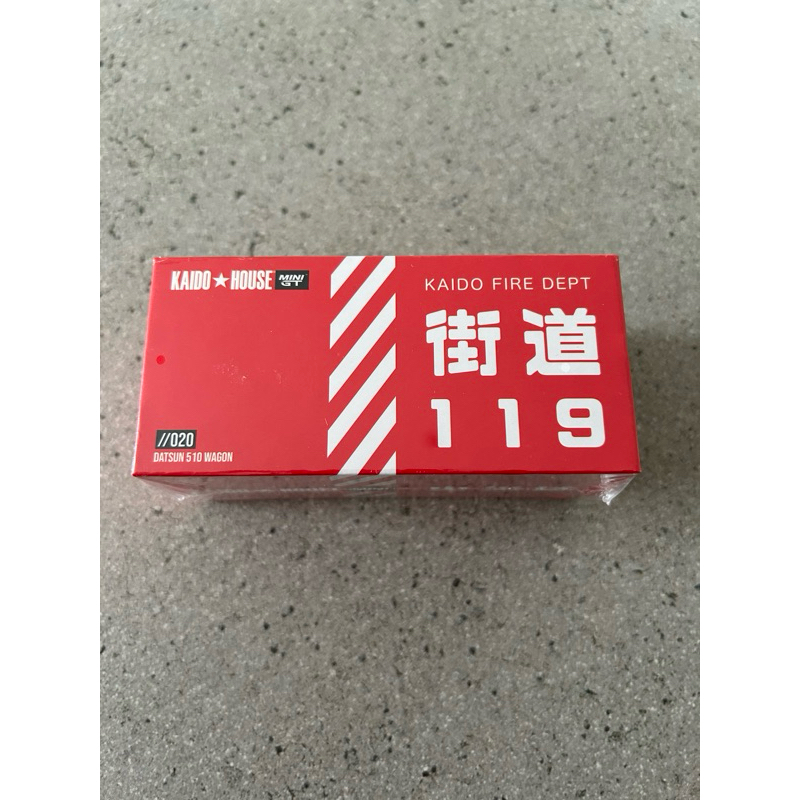 KAIDO★HOUSE MINI GT
//020
DATSUN 510 WAGON
KAIDO FIRE DEPT
街道
119